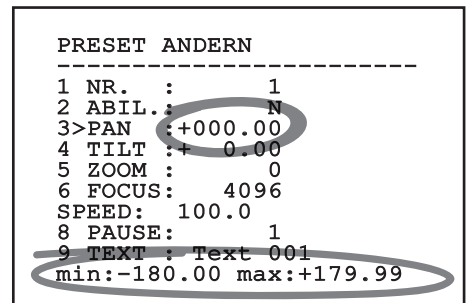 PRESET ANDERN
-------------------------
1 NR.  :       1
2 ABIL.:       N
3>PAN  :+000.00
4 TILT :+  0.00
5 ZOOM :       0
6 FOCUS:    4096
SPEED:  100.0
8 PAUSE:       1
9 TEXT : Text 001
min:-180.00 max:+179.99